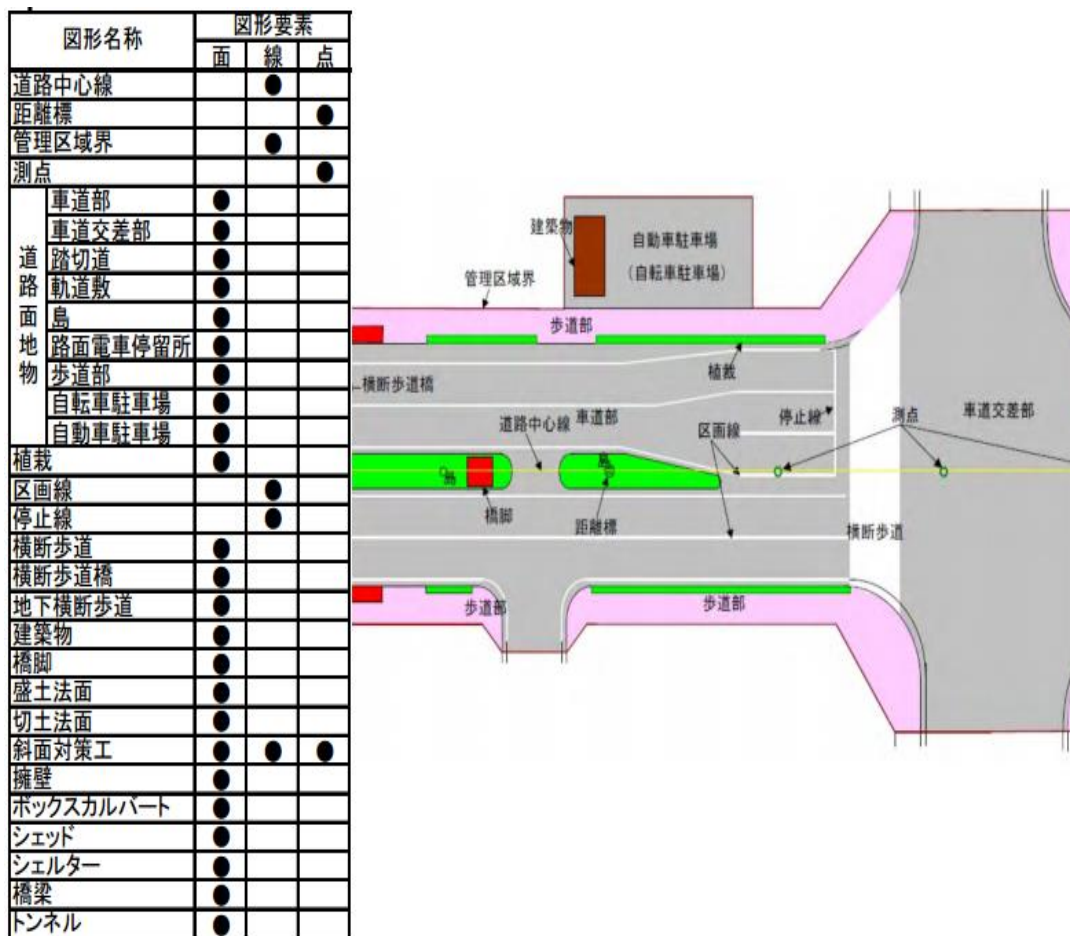 図形名称
図形要素
面 線 点
道路中心線 ●
距離標 ●
管理区域界 ●
測点 ●
道路面地物
車道部 ●
車道交差部 ●
踏切道 ●
軌道敷 ●
島 ●
路面電車停留所 ●
歩道部 ●
自転車駐車場 ●
自動車駐車場 ●
植栽 ●
区画線 ●
停止線 ●
横断歩道 ●
横断歩道橋 ●
地下横断歩道 ●
建築物 ●
橋脚 ●
盛土法面 ●
切土法面 ●
斜面対策工 ● ● ●
擁壁 ●
ボックスカルバート ●
シェッド ●
シェルター ●
橋梁 ●
トンネル ●
建築物
自動車駐車場
(自転車駐車場)
管理区域界
歩道部
植栽
横断歩道橋
道路中心線
車道部
区画線
停止線
測点
車道交差部
島
島
橋脚
距離標
横断歩道
歩道部
歩道部